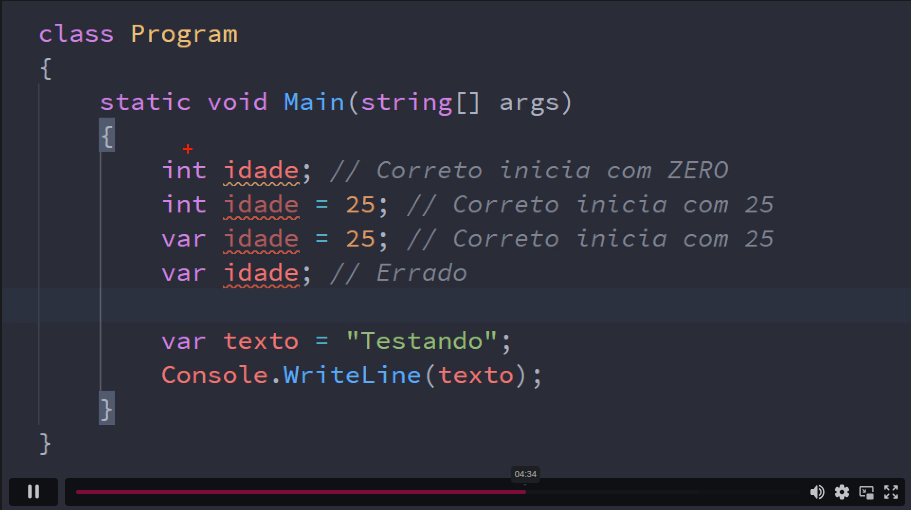 class Program
{
static void Main(string[] args)
{
int idade; // Correto inicia com ZERO
int idade = 25; // Correto inicia com 25
var idade = 25; // Correto inicia com 25
var idade; // Errado
var texto = "Testando";
Console.WriteLine(texto);
}
}
04:34